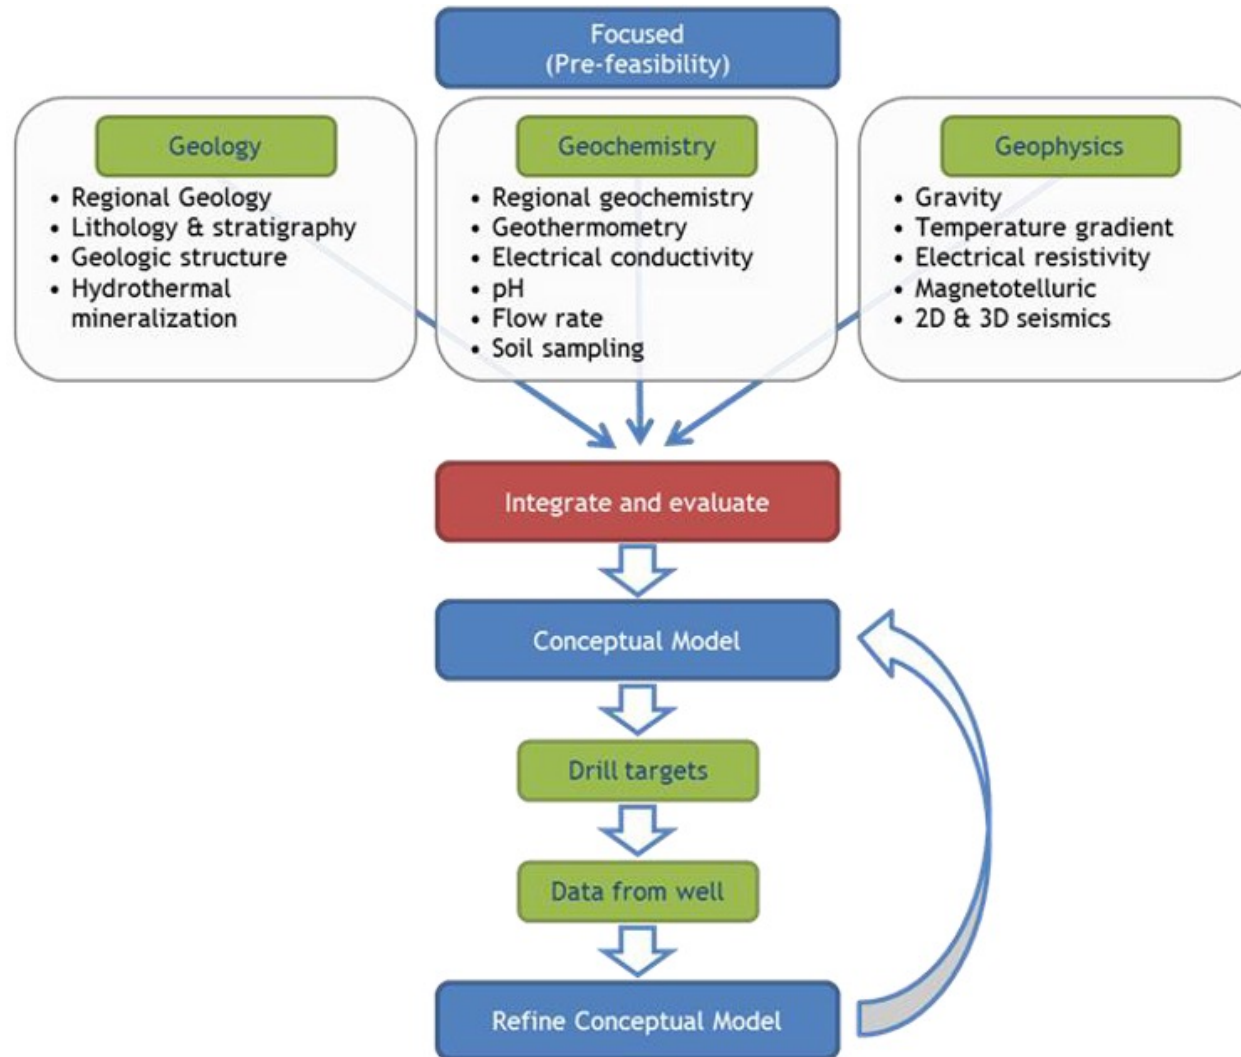 Focused
(Pre-feasibility)
Geology
• Regional Geology
• Lithology & stratigraphy
• Geologic structure
• Hydrothermal
mineralization
Geochemistry
• Regional geochemistry
• Geothermometry
• Electrical conductivity
• pH
• Flow rate
• Soil sampling
Geophysics
• Gravity
• Temperature gradient
• Electrical resistivity
• Magnetotelluric
• 2D & 3D seismics
Integrate and evaluate
Conceptual Model
Drill targets
Data from well
Refine Conceptual Model